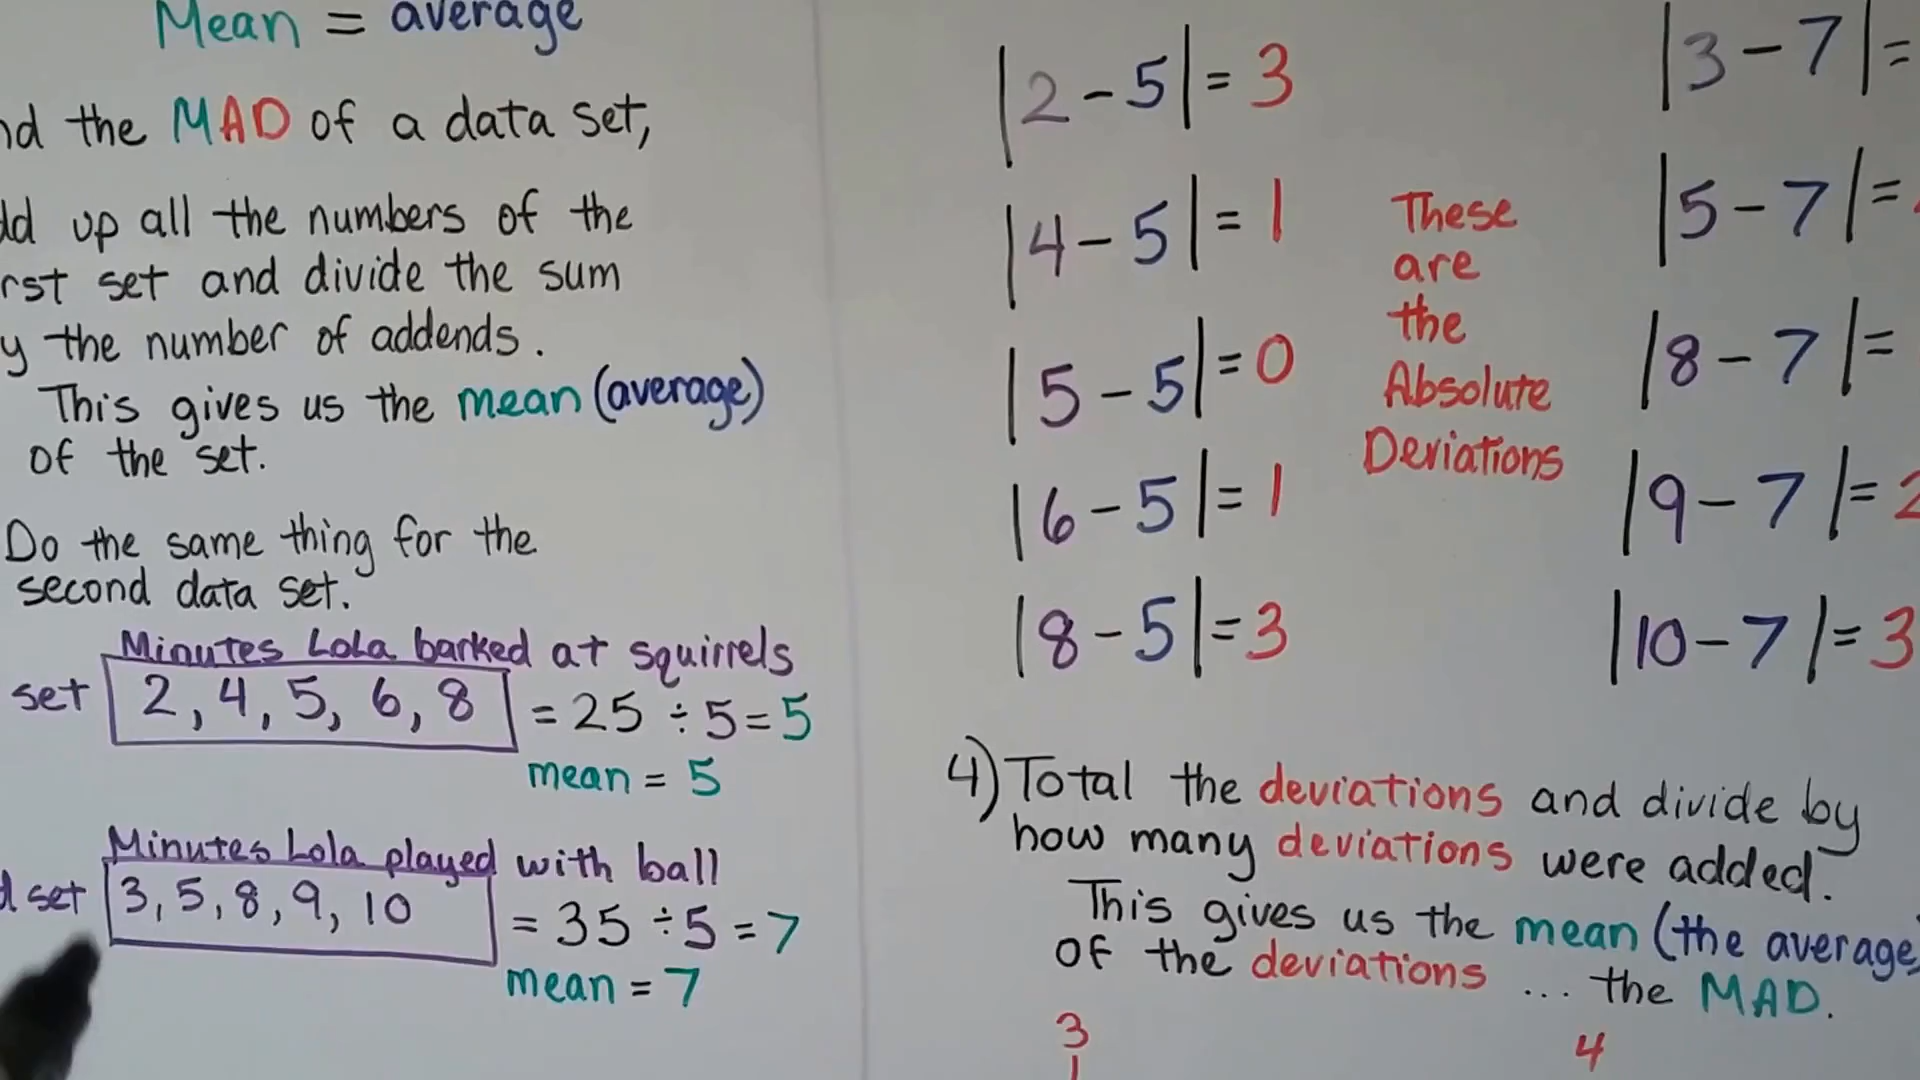 Mean = average
the MAD of a data set,
up all the numbers of the
set and divide the sum
the number of addends.
This gives us the mean (average)
of the set.
Do the same thing for the
second data set.
Minutes Lola barked at squirrels
set 2, 4, 5, 6, 8 = 25 ÷ 5 = 5
mean = 5
Minutes Lola played with ball
set 3, 5, 8, 9, 10 = 35 ÷ 5 = 7
mean = 7
|2 - 5| = 3
|4 - 5| = 1
|5 - 5| = 0
|6 - 5| = 1
|8 - 5| = 3
These
are
the
Absolute
Deviations
|3 - 7| =
|5 - 7| =
|8 - 7| =
|9 - 7| = 2
|10 - 7| = 3
4) Total the deviations and divide by
how many deviations were added.
This gives us the mean (the average)
of the deviations ... the MAD.
3
1
4